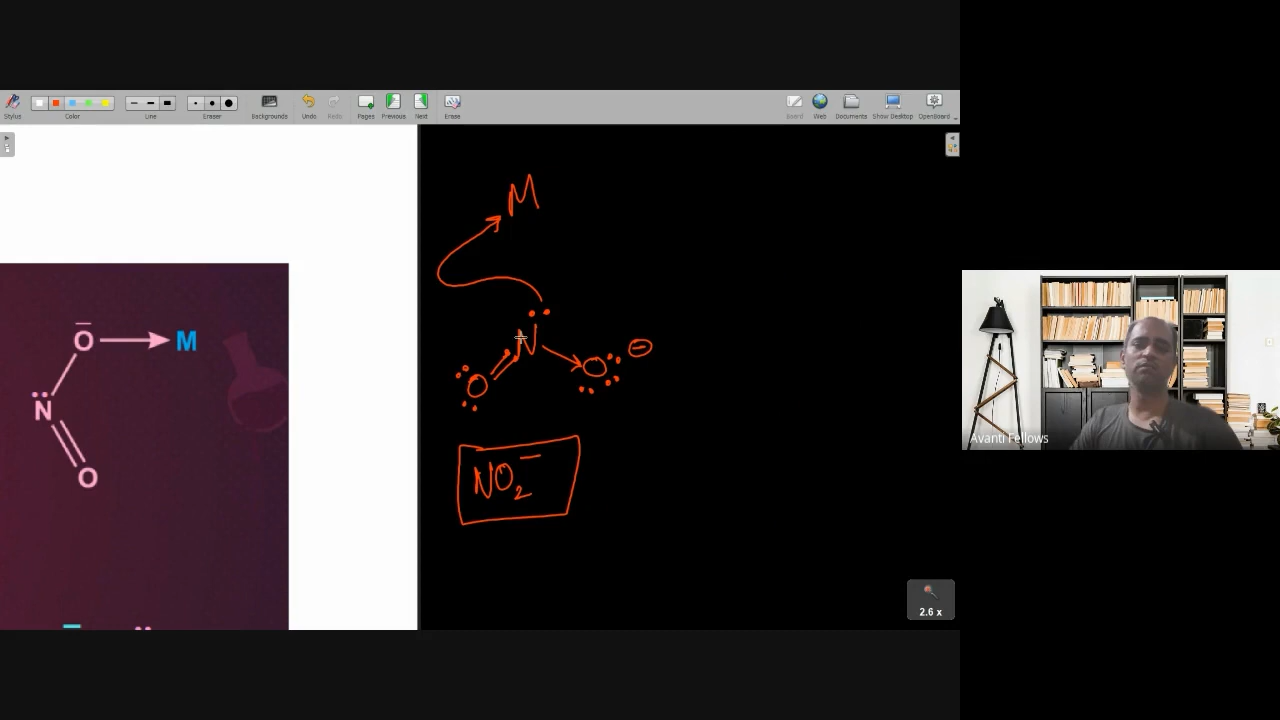 Stylus Color Line Eraser Backgrounds Undo Redo Pages Previous Next Erase Board Web Documents Show Desktop OpenBoard
M
Ō M
N
O
M
N
O O ⊖
NO₂⁻
Avanti Fellows
2.6 x